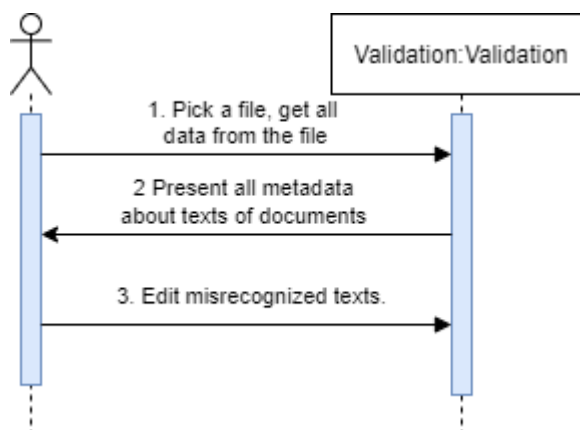 Validation:Validation
1. Pick a file, get all
data from the file
2 Present all metadata
about texts of documents
3. Edit misrecognized texts.